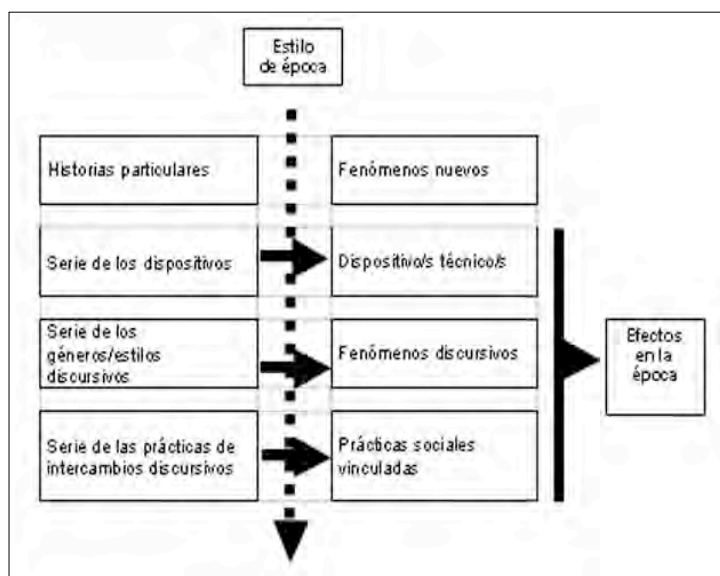 Estilo
de época
Historias particulares
Fenómenos nuevos
Serie de los dispositivos
Dispositivo/s técnico/s
Serie de los
géneros/estilos
discursivos
Fenómenos discursivos
Serie de las prácticas de
intercambios discursivos
Prácticas sociales
vinculadas
Efectos
en la
época